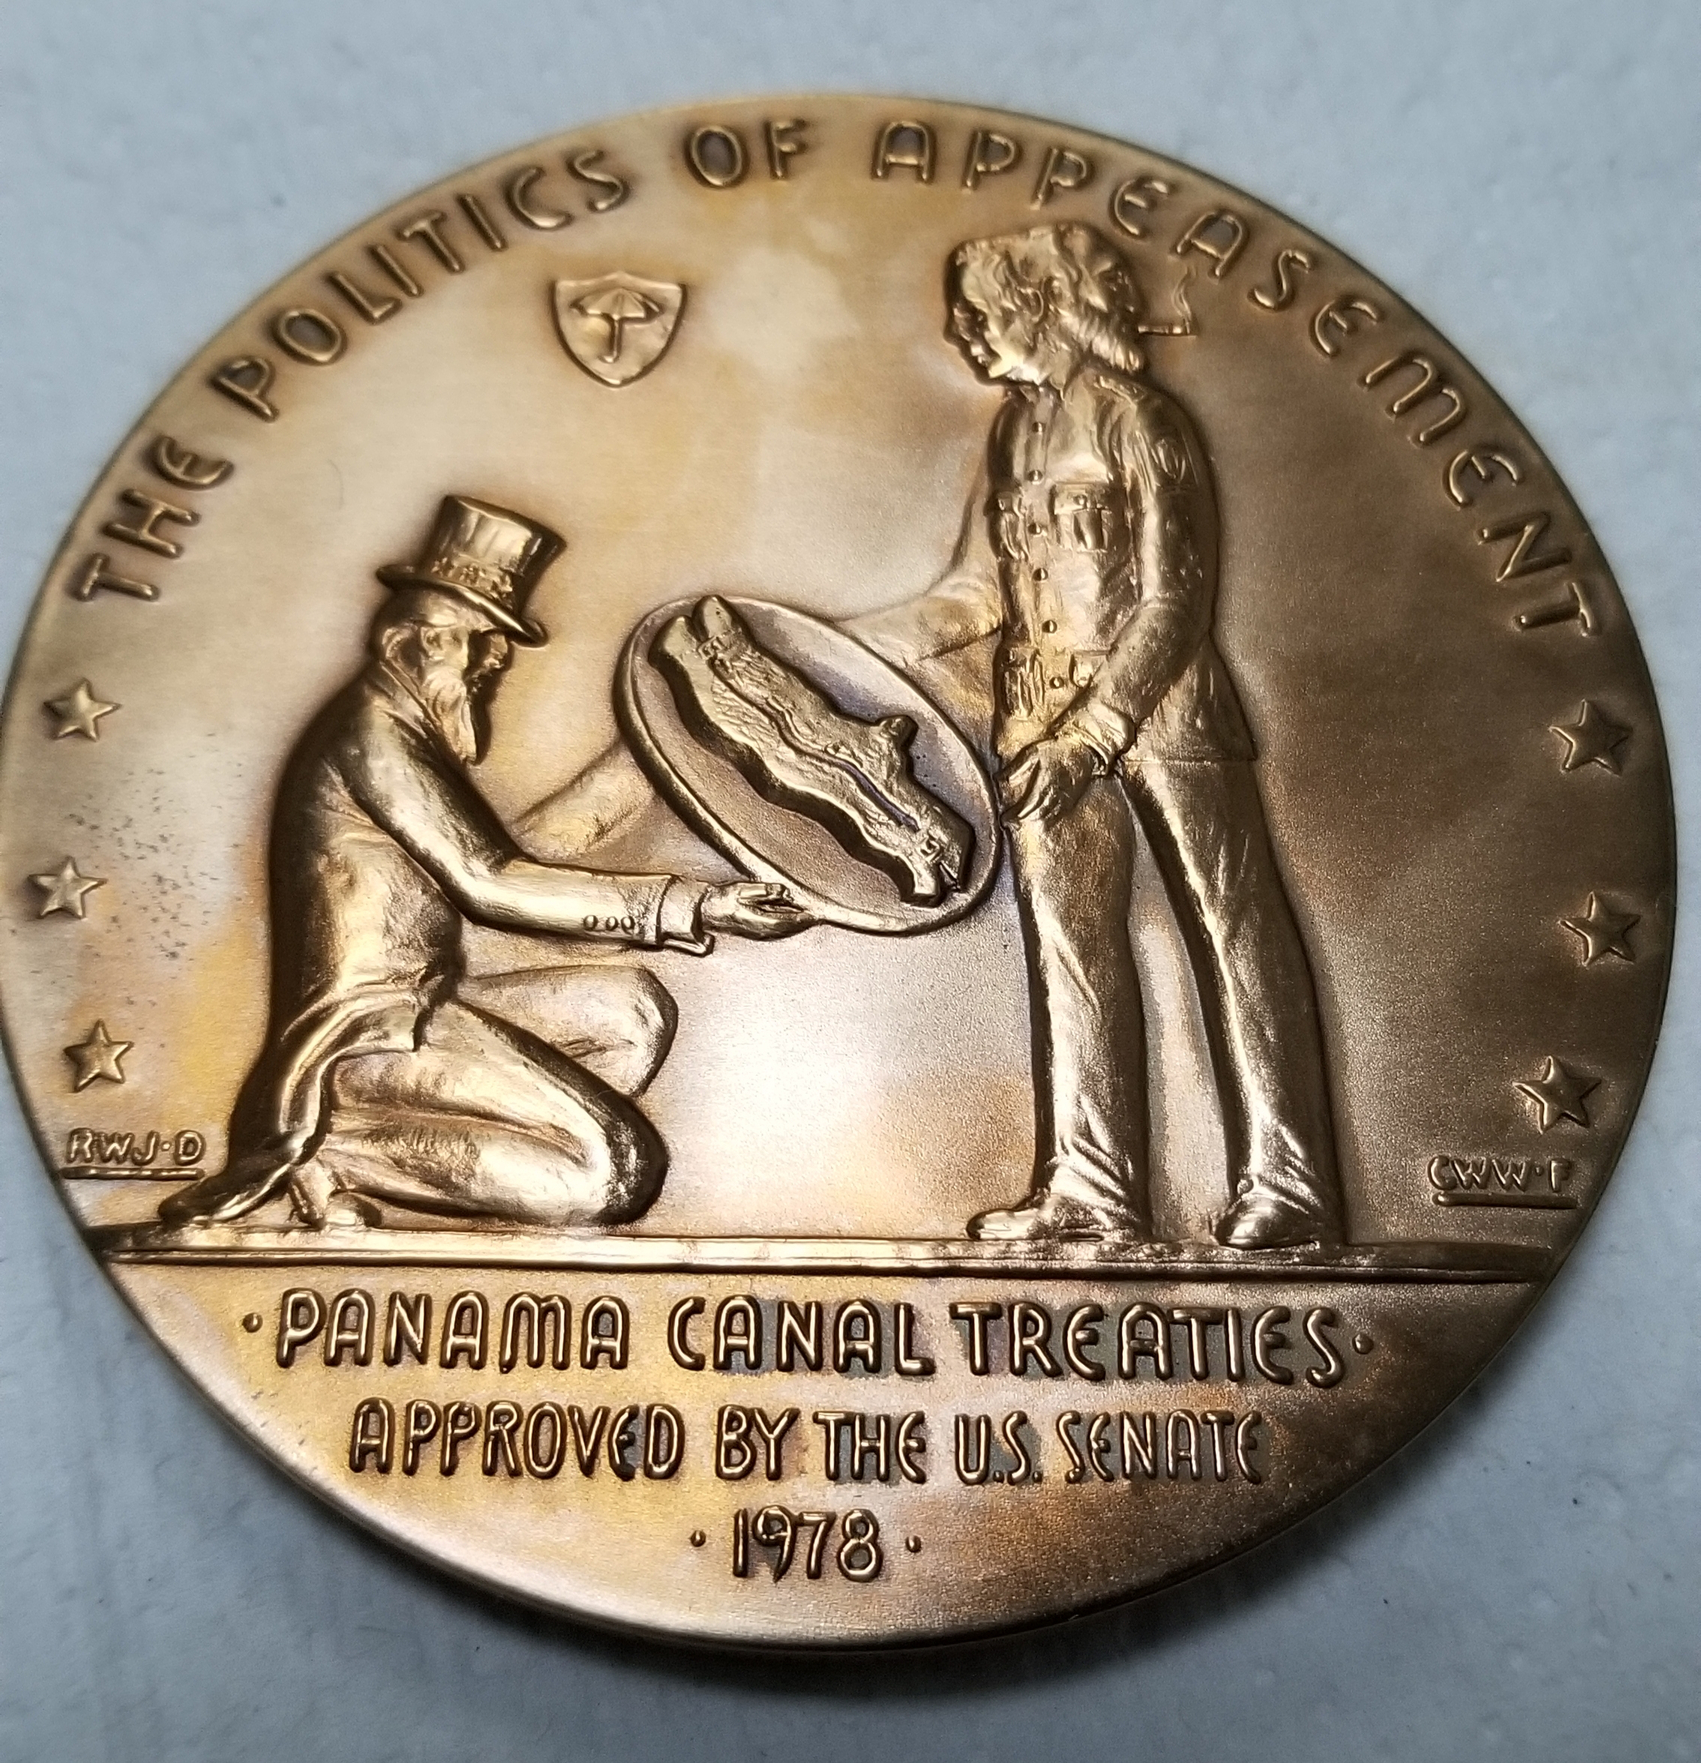 THE POLITICS OF APPEASEMENT
RWJ·D
CWW·F
·PANAMA CANAL TREATIES·
APPROVED BY THE U.S. SENATE
·1978·